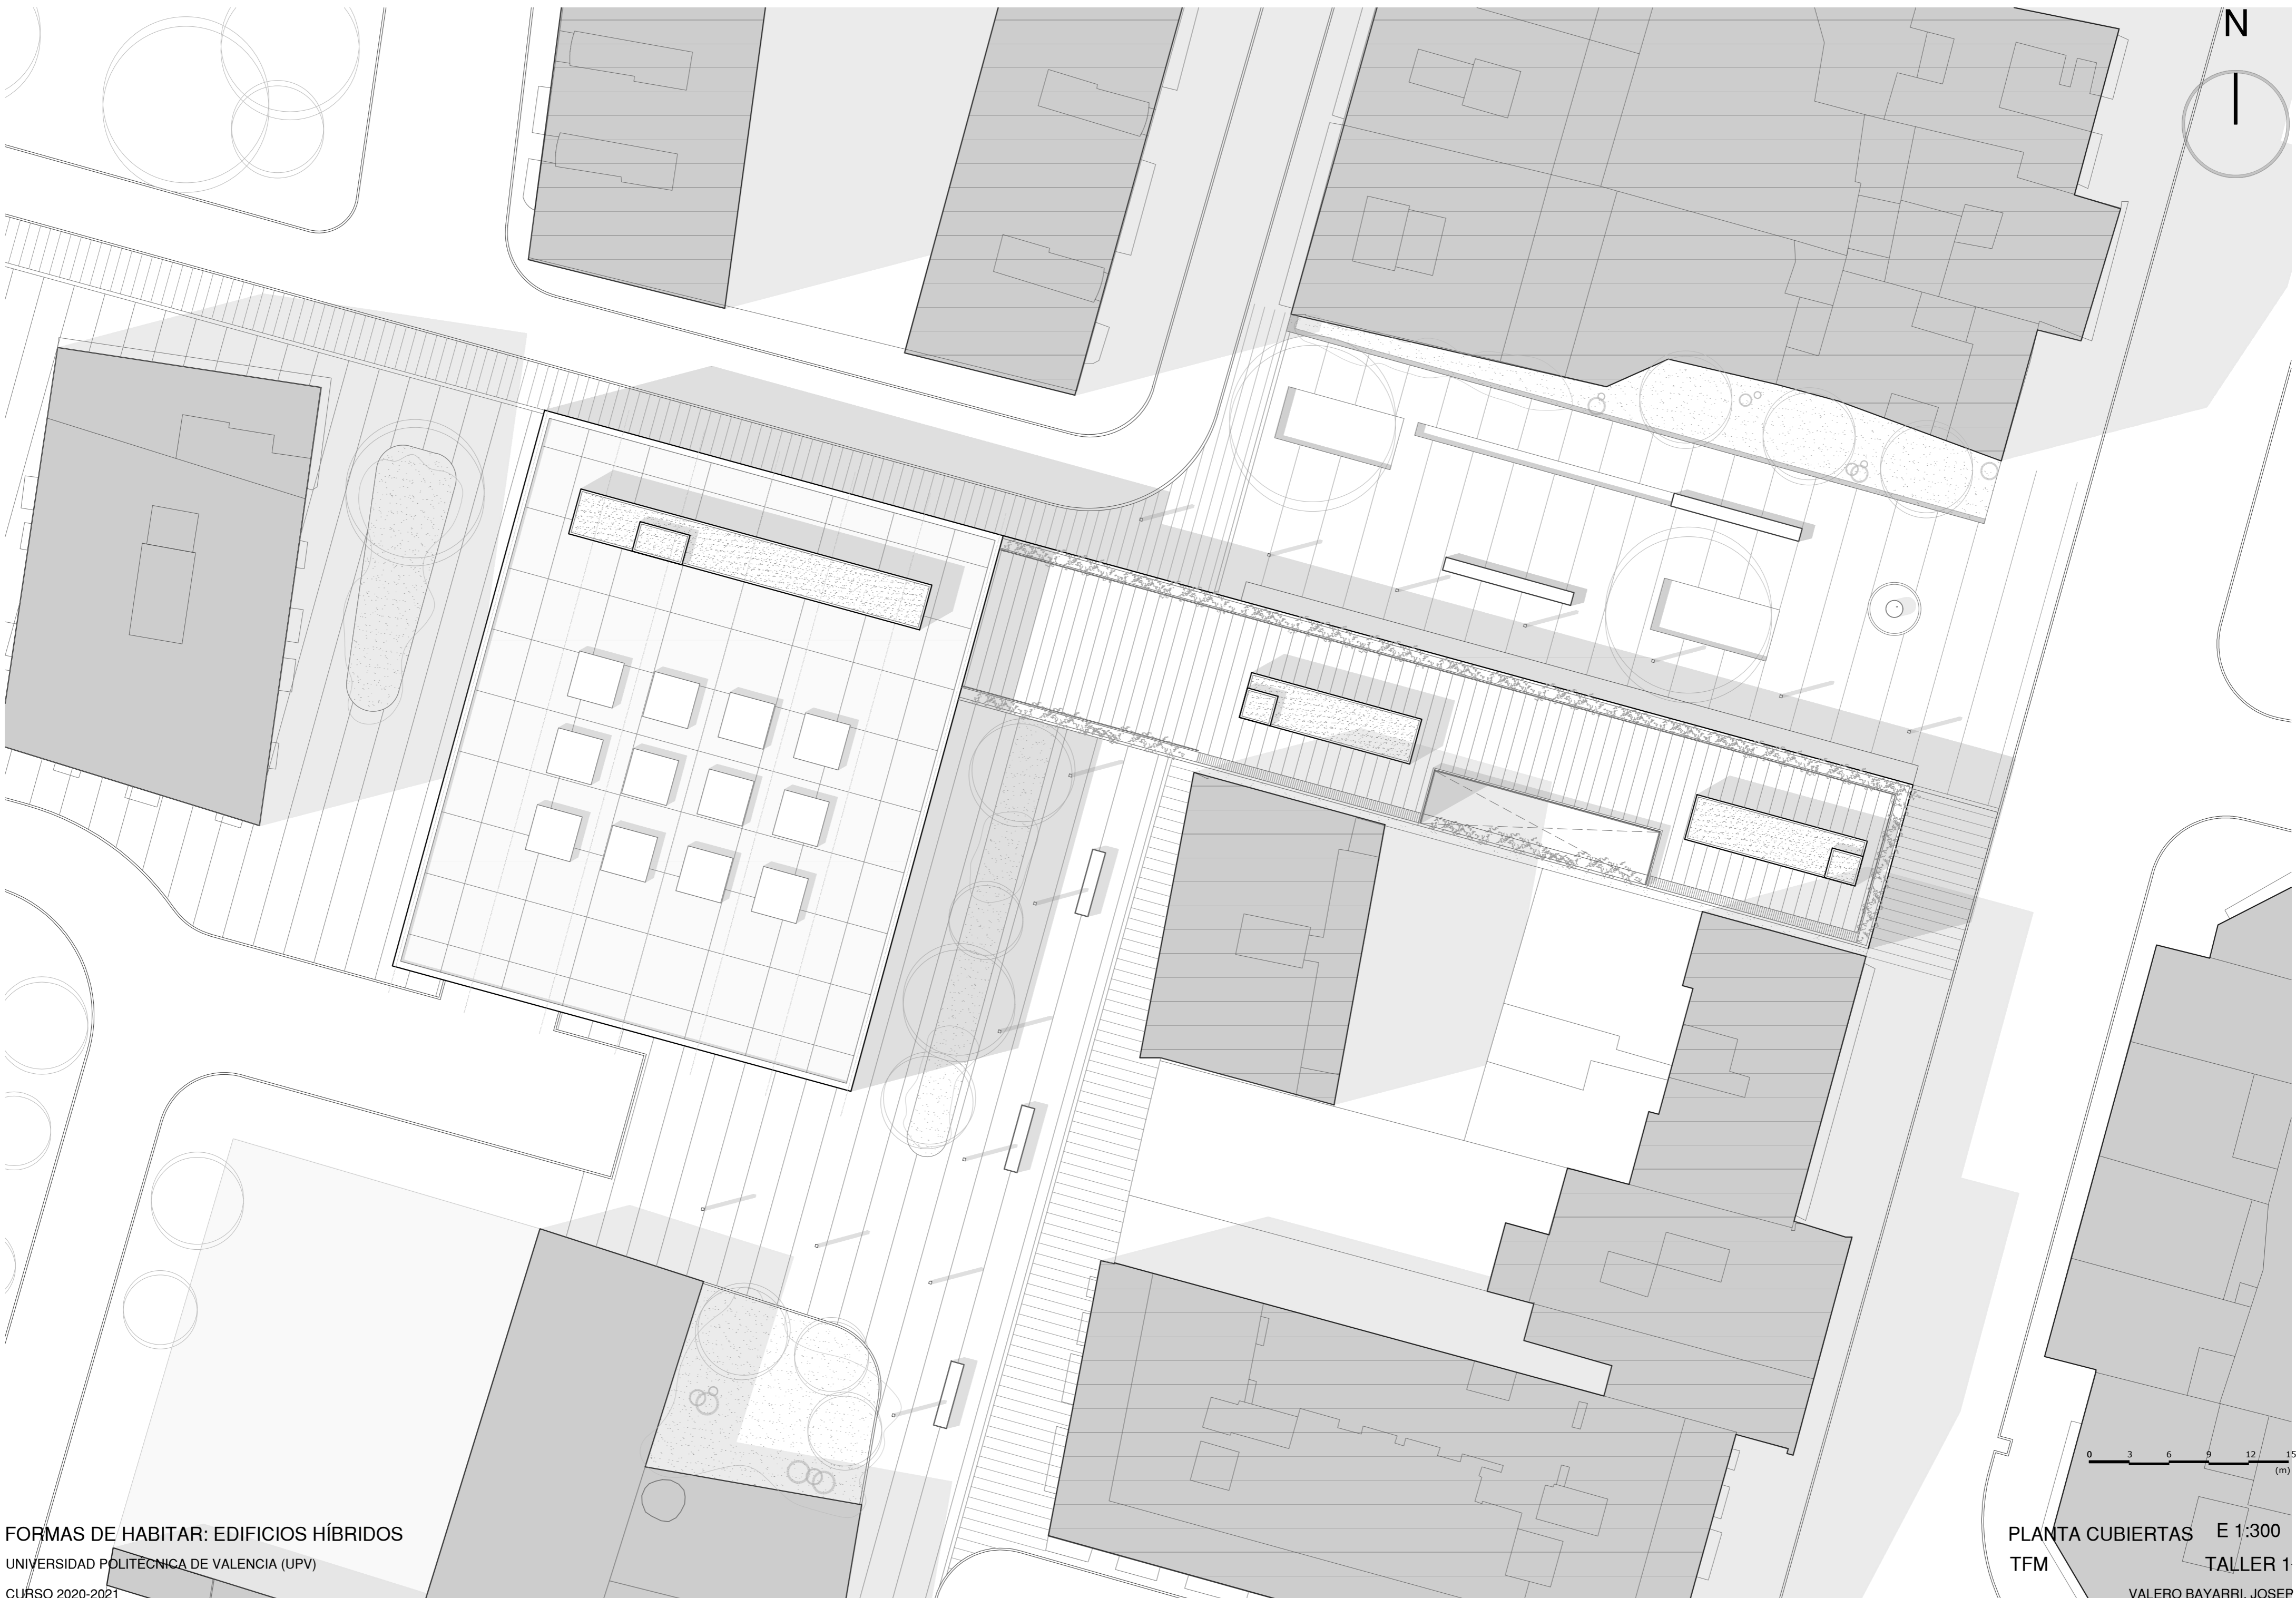 N
0 3 6 9 12 15
(m)
FORMAS DE HABITAR: EDIFICIOS HÍBRIDOS
UNIVERSIDAD POLITÉCNICA DE VALENCIA (UPV)
CURSO 2020-2021
PLANTA CUBIERTAS E 1:300
TFM TALLER 1
VALERO BAYARRI, JOSEP